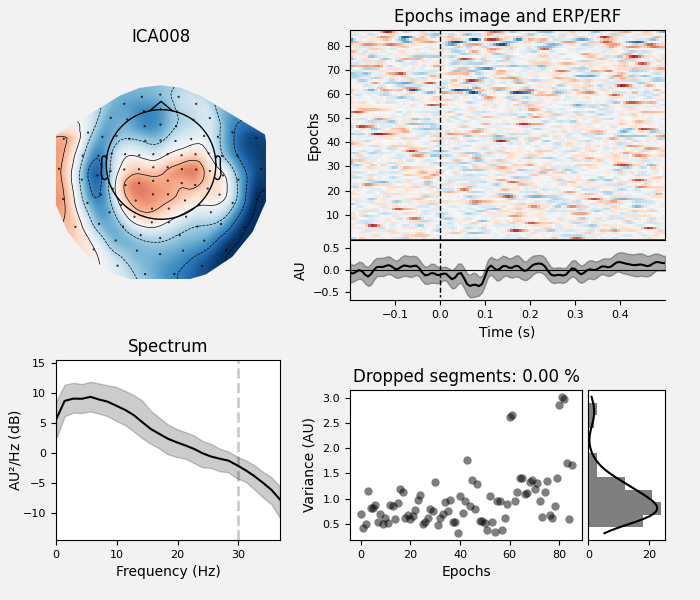 ICA008
Epochs image and ERP/ERF
80
70
60
50
40
30
20
10
Epochs
0.5
0.0
−0.5
AU
−0.1 0.0 0.1 0.2 0.3 0.4
Time (s)
Spectrum
15
10
5
0
−5
−10
AU²/Hz (dB)
0 10 20 30
Frequency (Hz)
Dropped segments: 0.00 %
3.0
2.5
2.0
1.5
1.0
0.5
Variance (AU)
0 20 40 60 80
Epochs
0 20